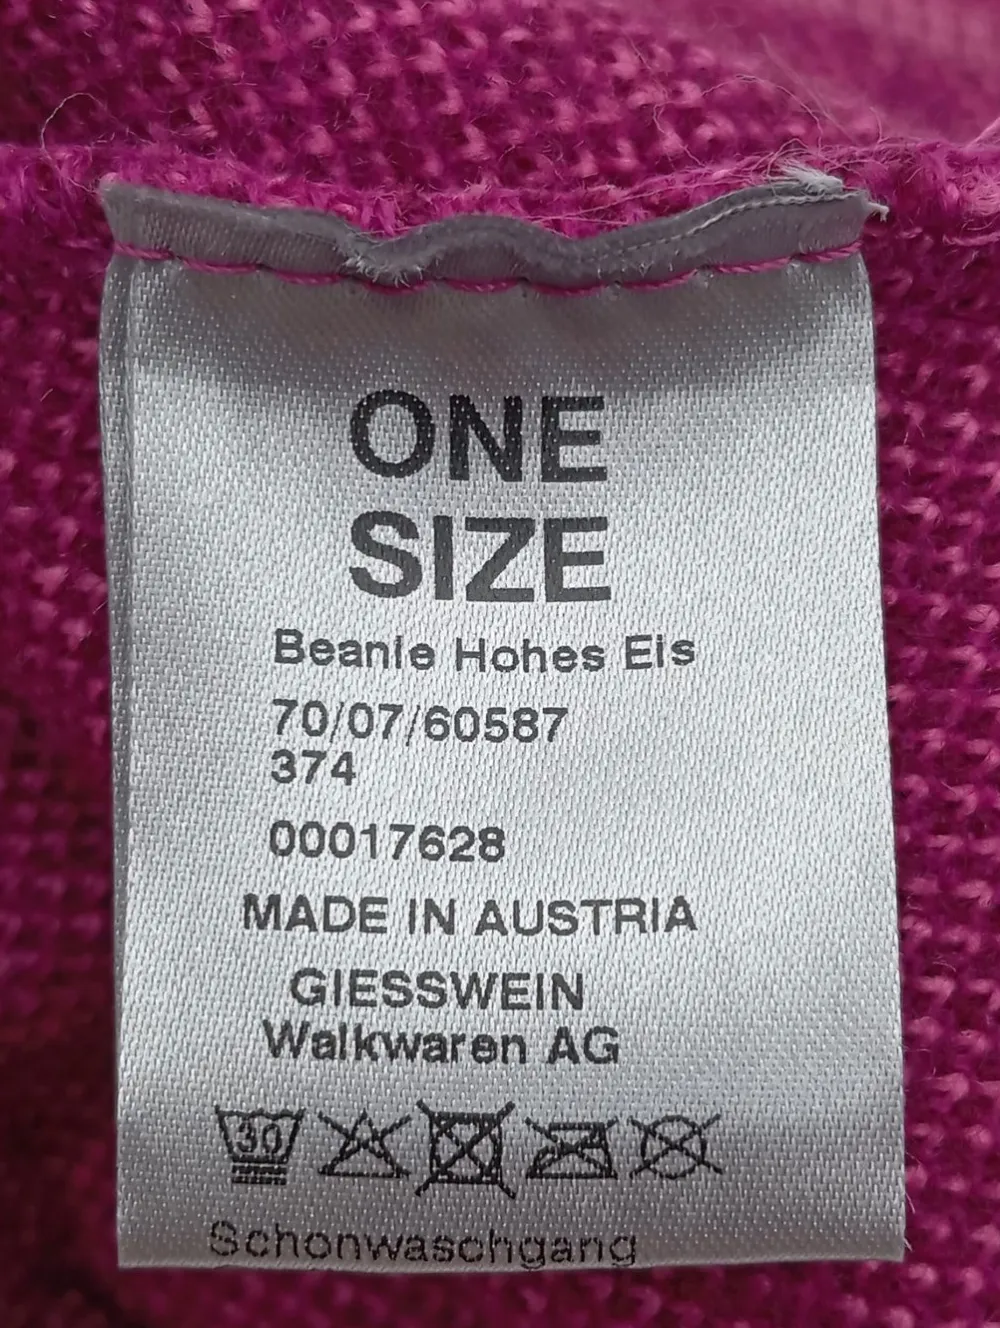 ONE
SIZE
Beanie Hohes Eis
70/07/60587
374
00017628
MADE IN AUSTRIA
GIESSWEIN
Walkwaren AG
30
Schonwaschgang